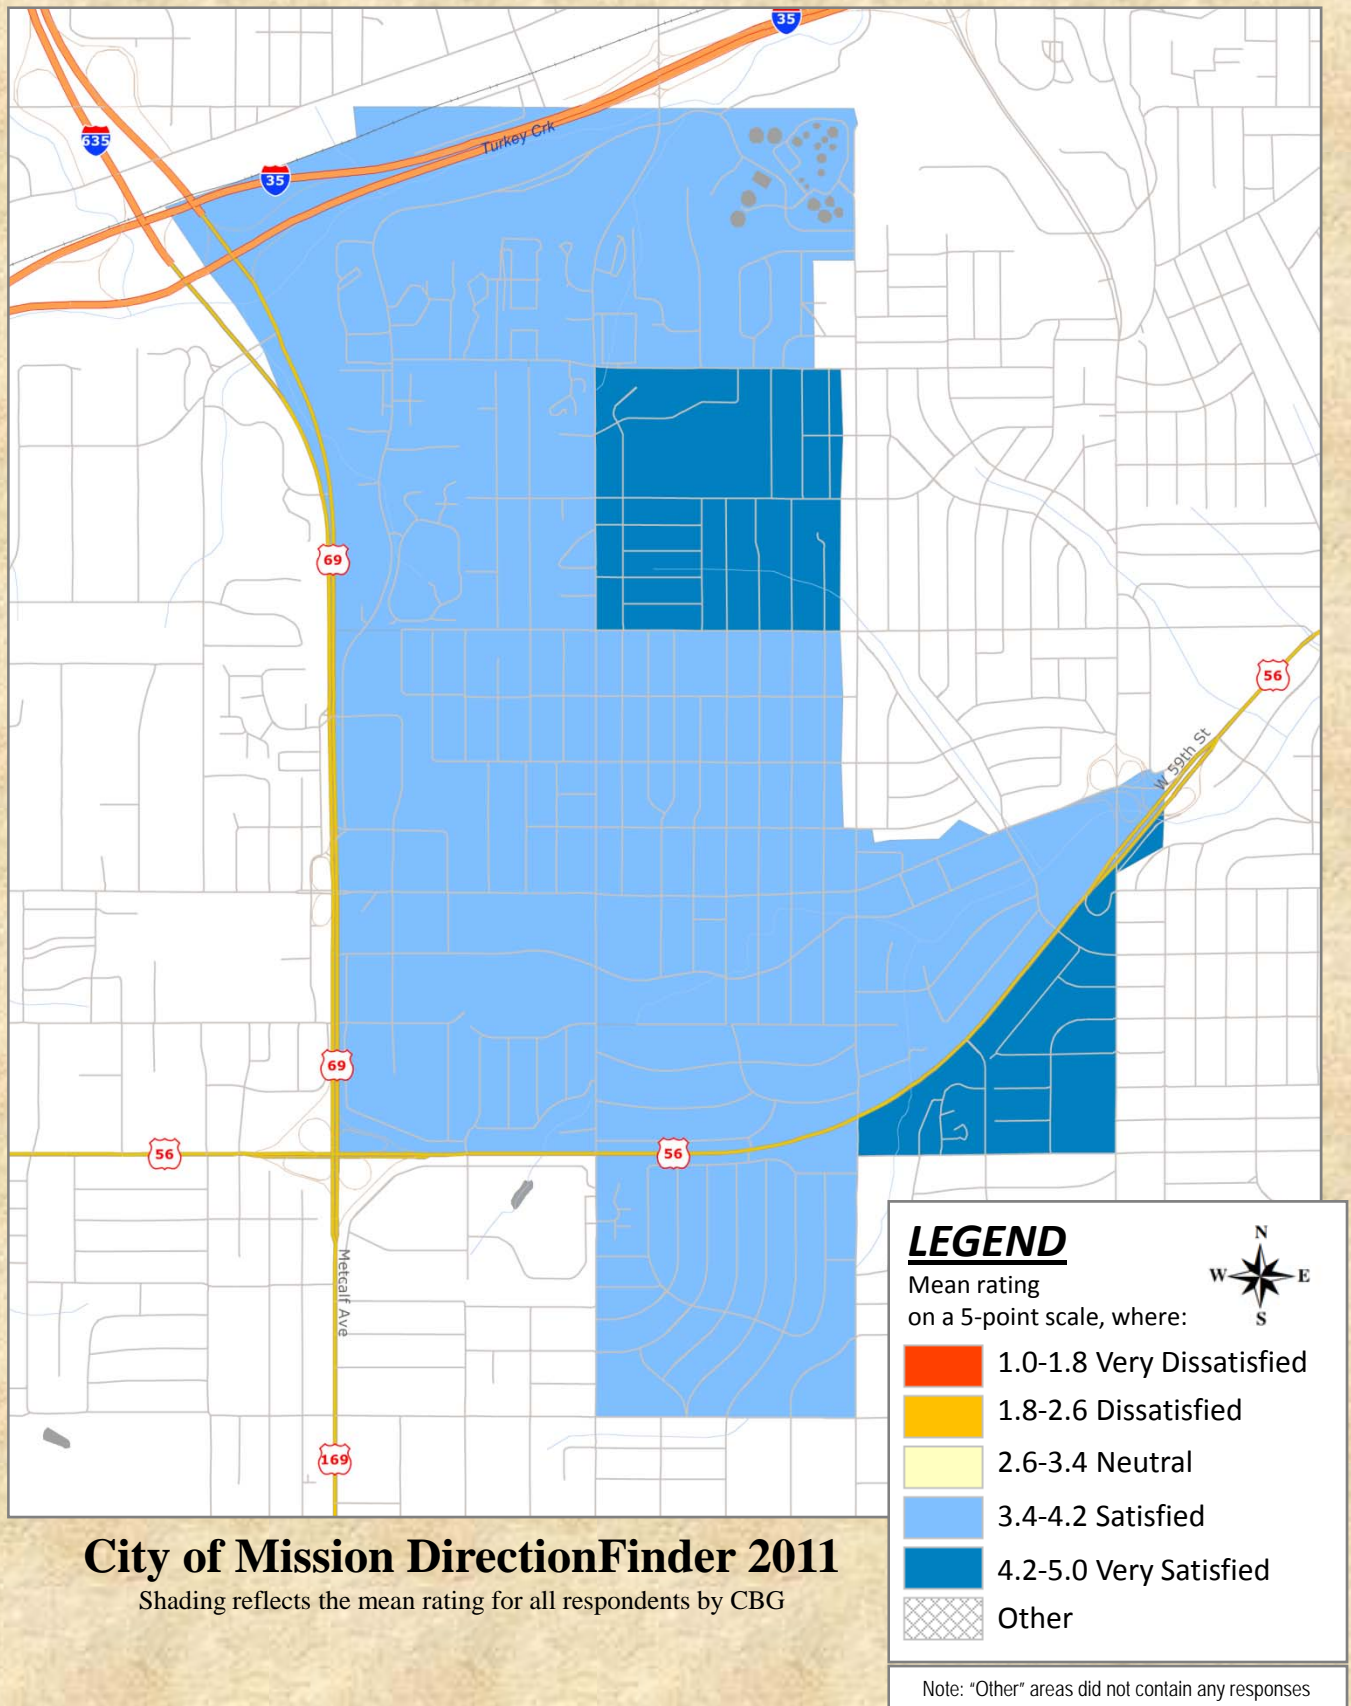 35
635
35
Turkey Crk
69
56
W 59th St
69
56
56
Metcalf Ave
169
LEGEND
N
W E
S
Mean rating
on a 5-point scale, where:
1.0-1.8 Very Dissatisfied
1.8-2.6 Dissatisfied
2.6-3.4 Neutral
3.4-4.2 Satisfied
4.2-5.0 Very Satisfied
Other
City of Mission DirectionFinder 2011
Shading reflects the mean rating for all respondents by CBG
Note: “Other” areas did not contain any responses